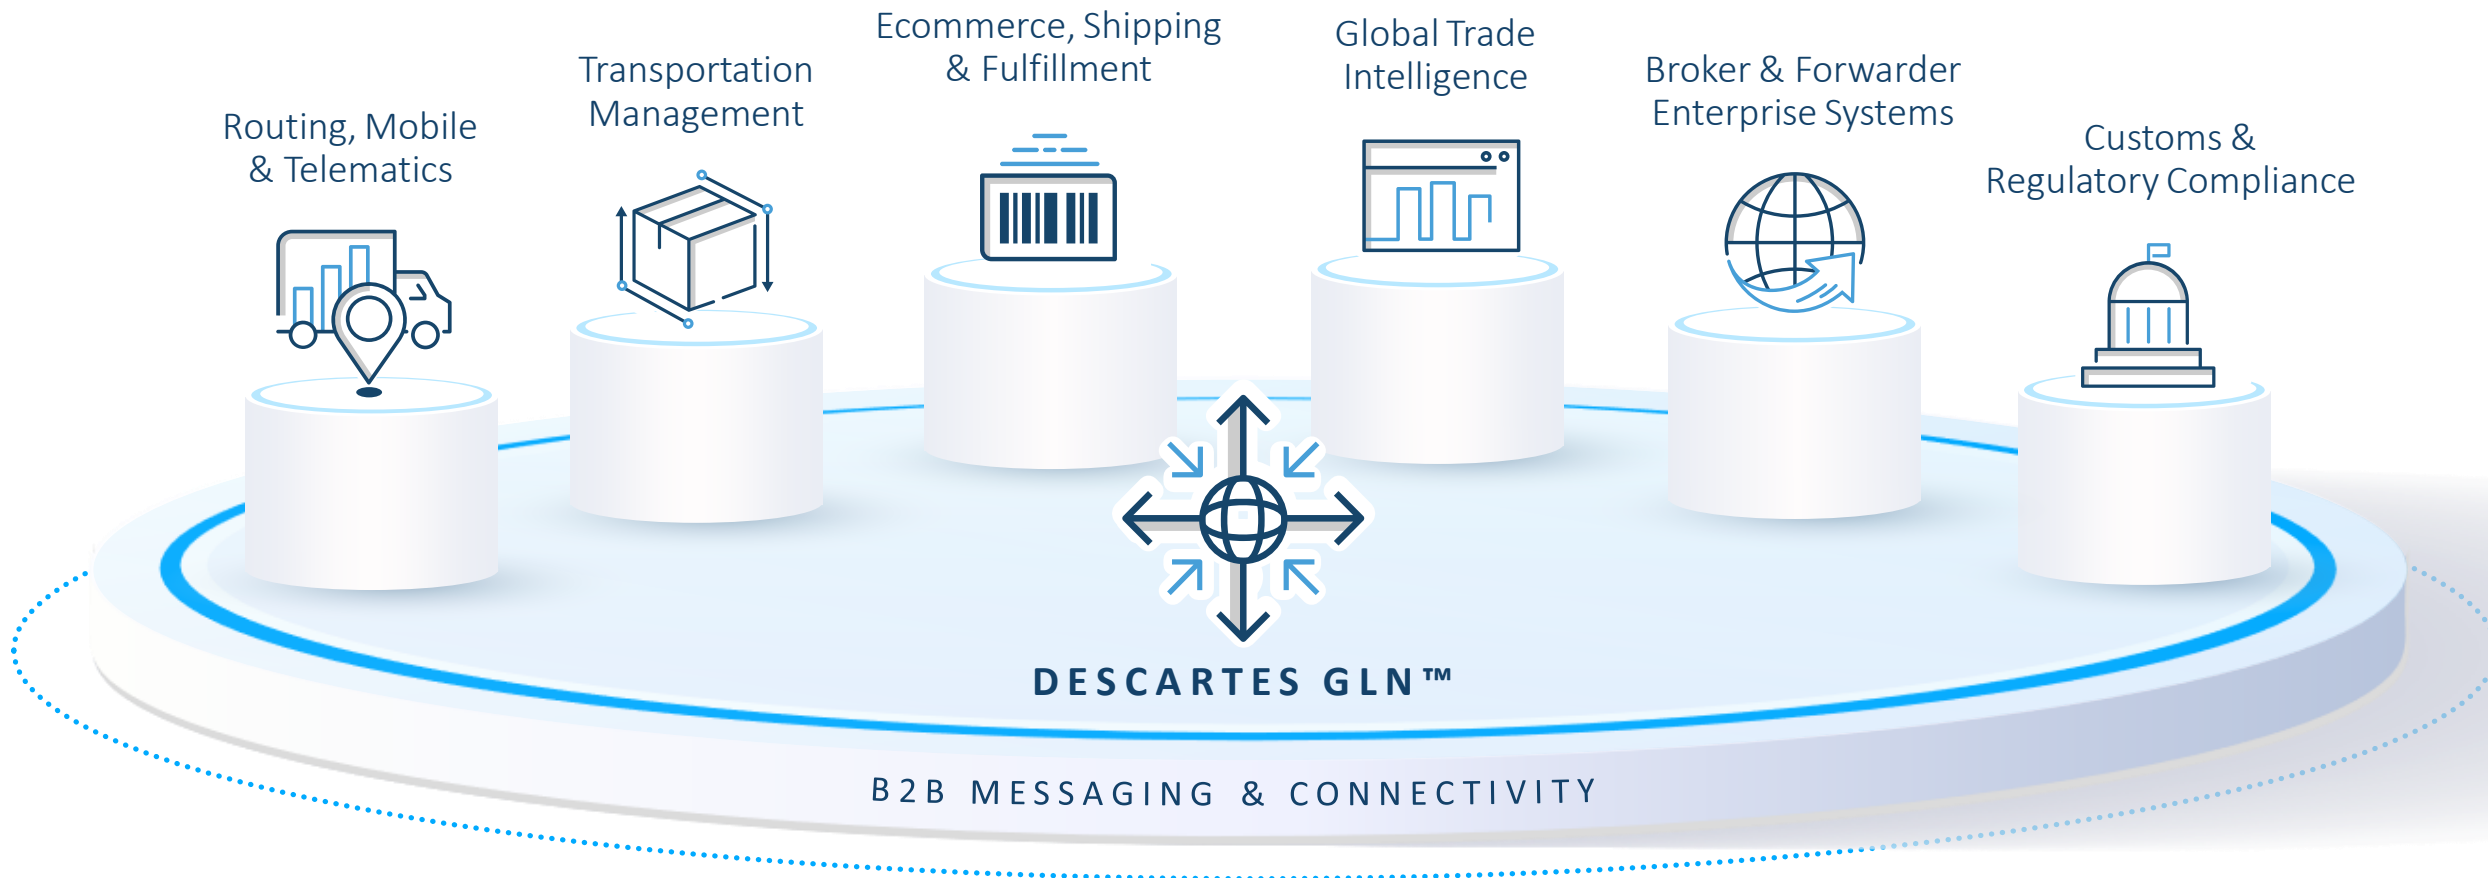 Routing, Mobile
& Telematics
Transportation
Management
Ecommerce, Shipping
& Fulfillment
Global Trade
Intelligence
Broker & Forwarder
Enterprise Systems
Customs &
Regulatory Compliance
DESCARTES GLN™
B2B MESSAGING & CONNECTIVITY